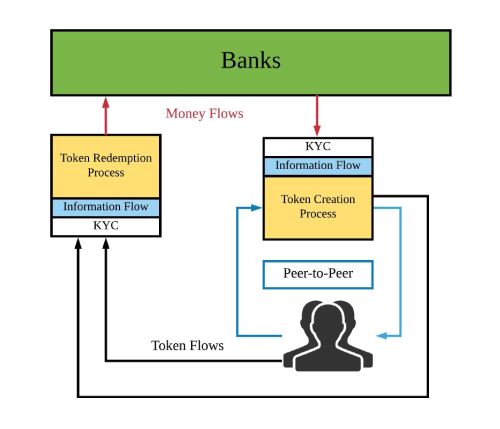 Banks
Money Flows
KYC
Token Redemption
Process
Information Flow
Information Flow
KYC
Token Creation
Process
Peer-to-Peer
Token Flows